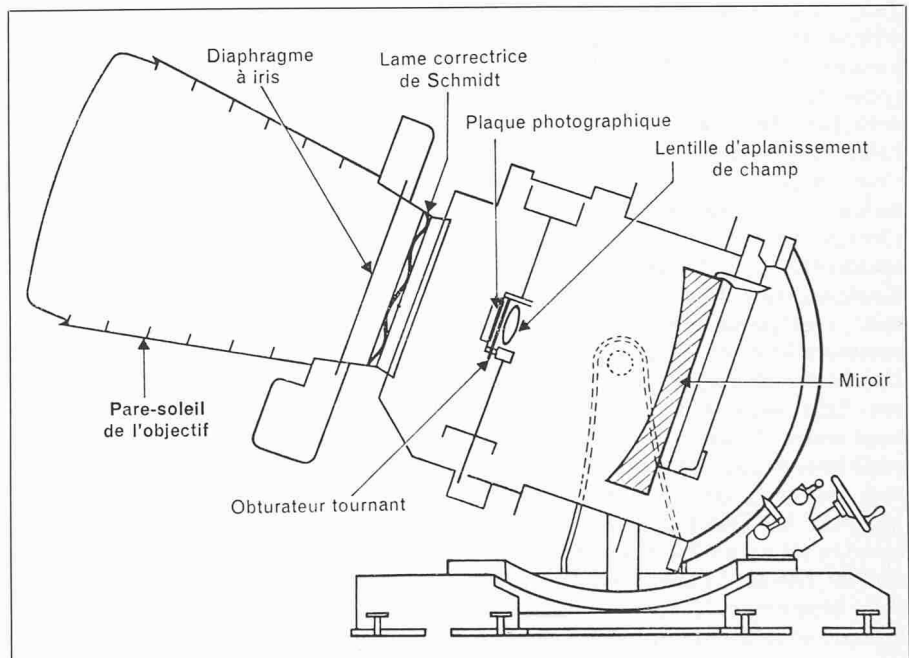 Diaphragme
à iris
Lame correctrice
de Schmidt
Plaque photographique
Lentille d'aplanissement
de champ
Pare-soleil
de l'objectif
Miroir
Obturateur tournant